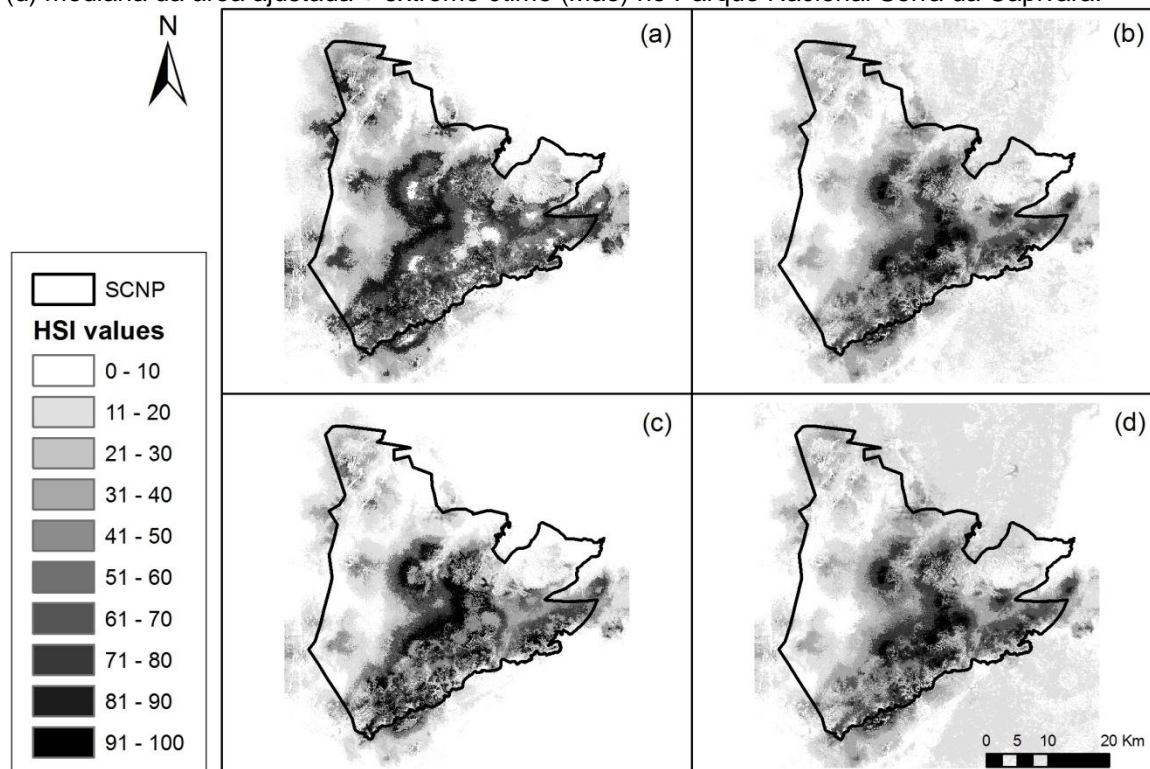 (d) mediana da área ajustada + extremo ótimo (Mao) no Parque Nacional Serra da Capivara.
N
(a)
(b)
SCNP
HSI values
0 - 10
11 - 20
21 - 30
31 - 40
41 - 50
51 - 60
61 - 70
71 - 80
81 - 90
91 - 100
(c)
(d)
0 5 10 20 Km